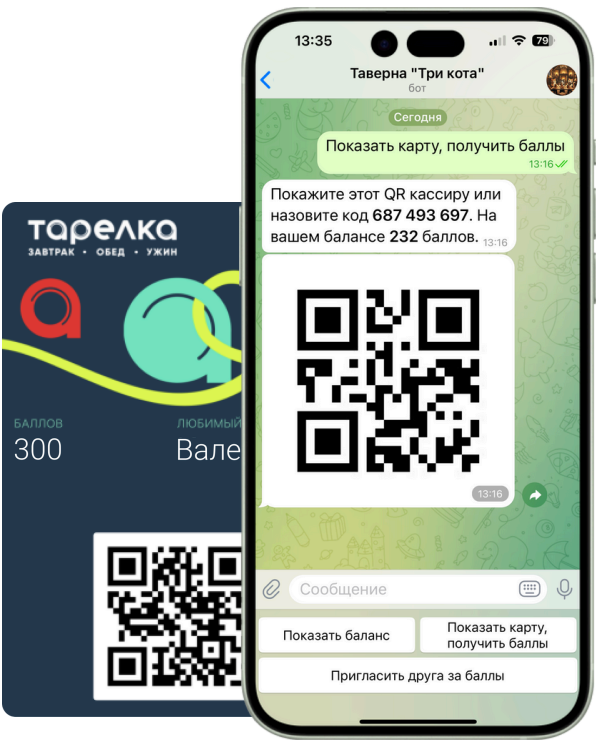 13:35
79
Таверна "Три кота"
бот
Сегодня
Показать карту, получить баллы
13:16
Покажите этот QR кассиру или
назовите код 687 493 697. На
вашем балансе 232 баллов. 13:16
13:16
Сообщение
Показать баланс
Показать карту,
получить баллы
Пригласить друга за баллы
Тарелка
ЗАВТРАК • ОБЕД • УЖИН
БАЛЛОВ
300
ЛЮБИМЫЙ
Вале